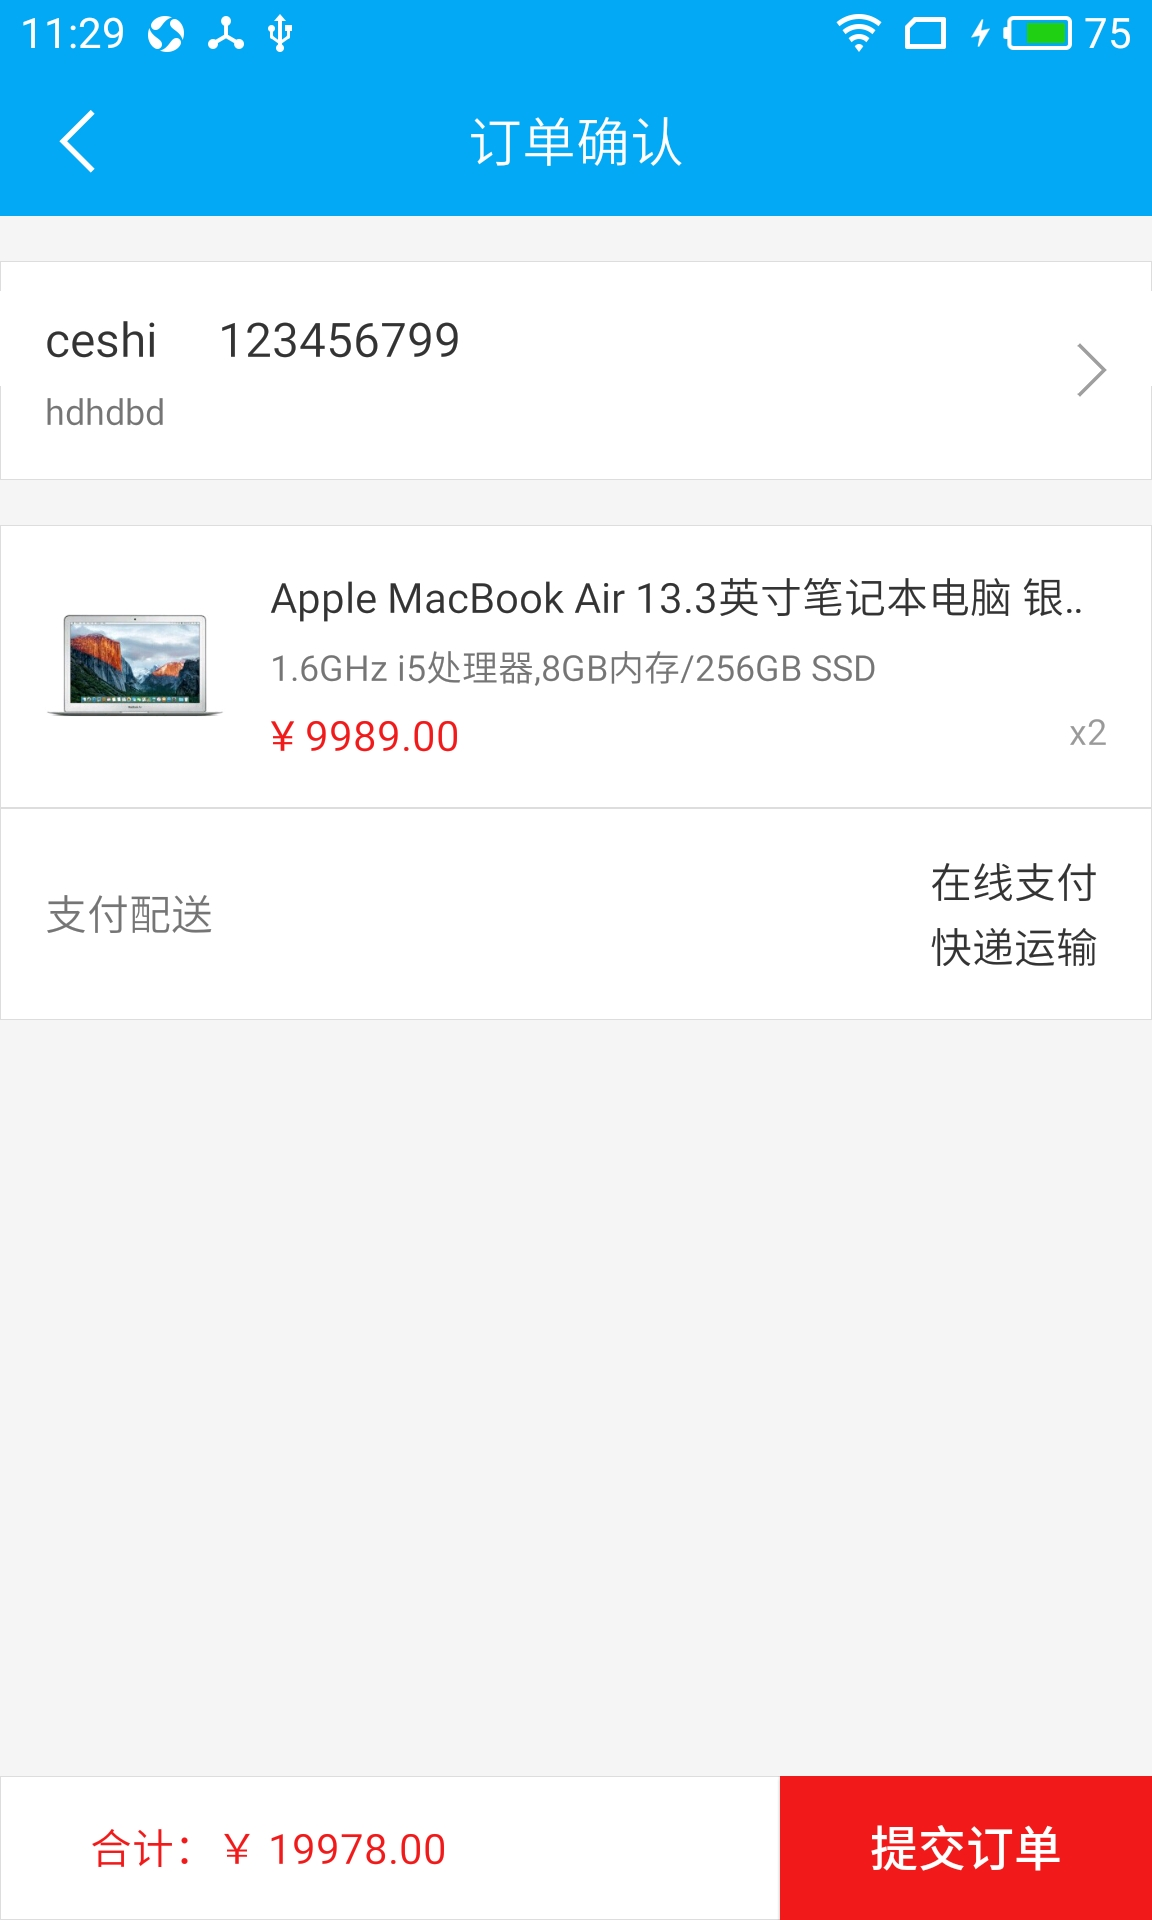 11:29 75
订单确认
ceshi 123456799
hdhdbd
Apple MacBook Air 13.3英寸笔记本电脑 银..
1.6GHz i5处理器,8GB内存/256GB SSD
¥ 9989.00 x2
支付配送
在线支付
快递运输
合计：￥ 19978.00
提交订单